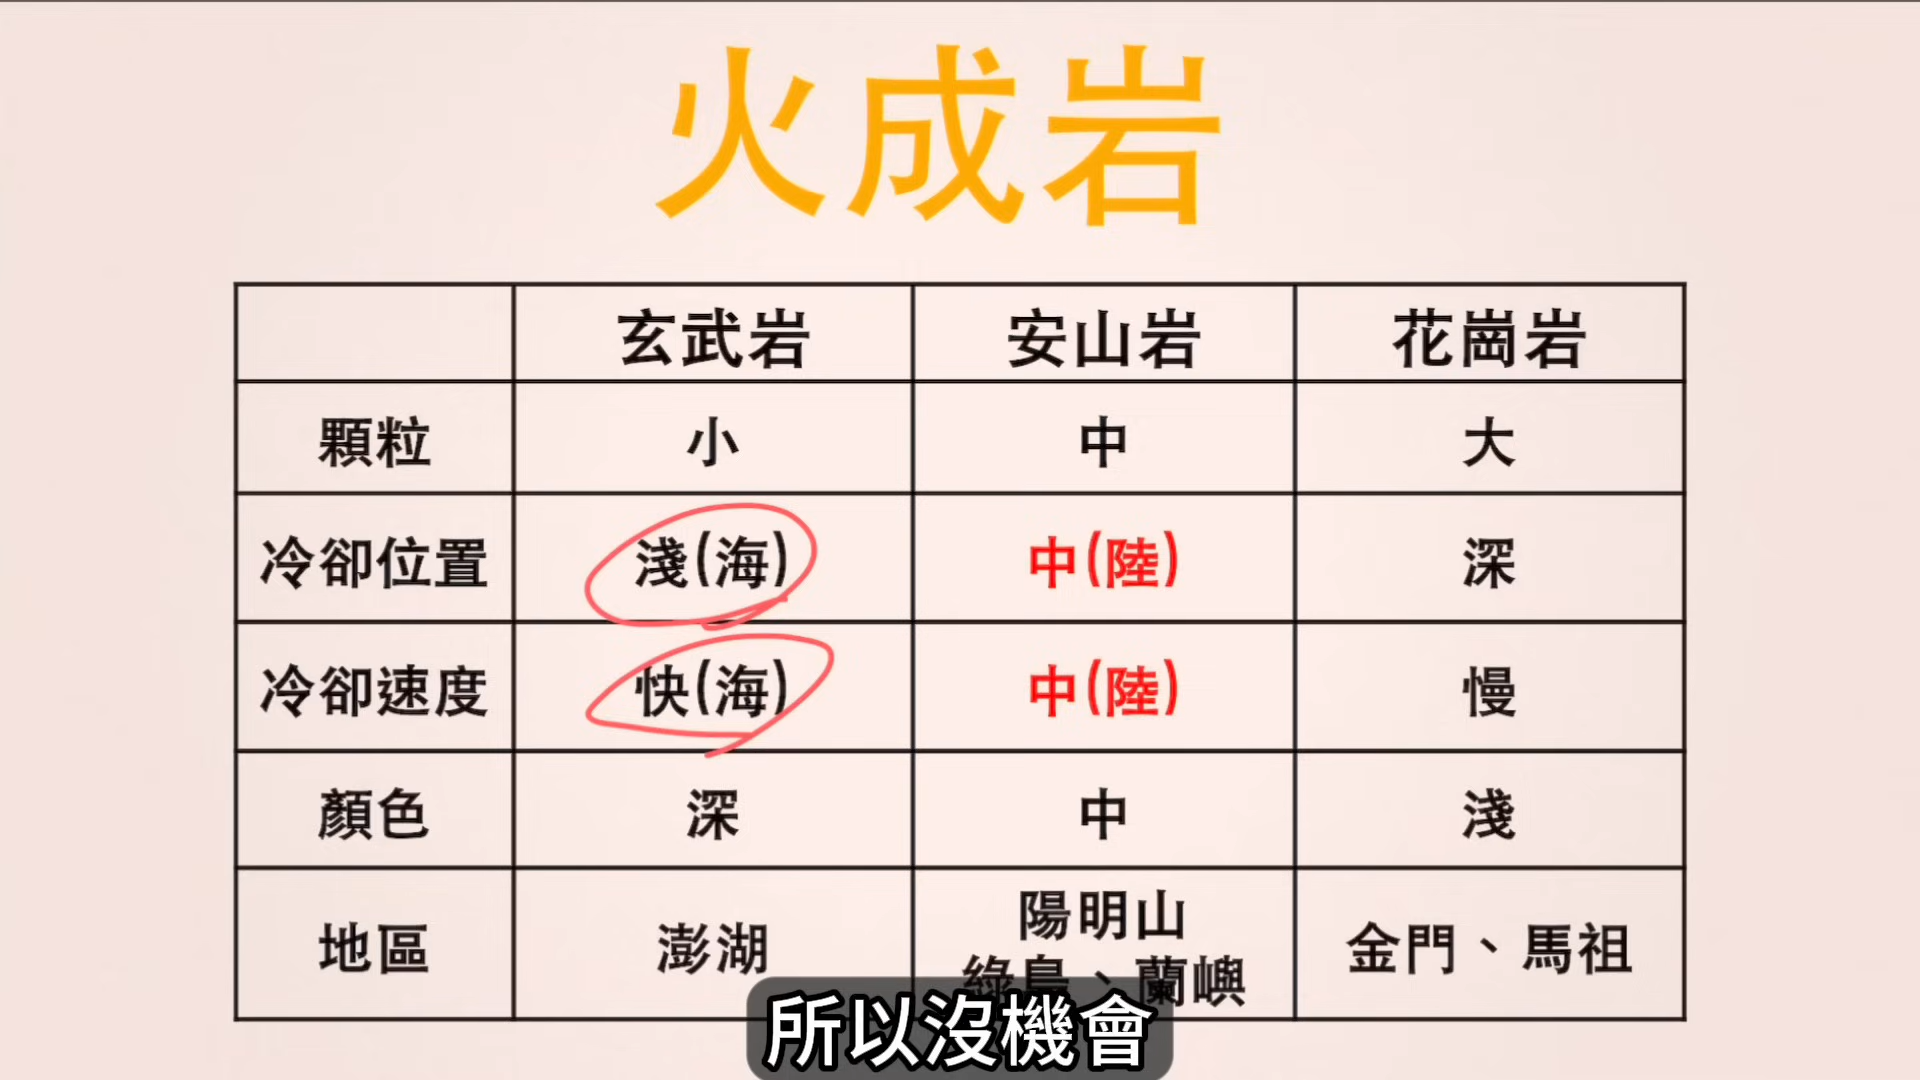 火成岩
玄武岩 安山岩 花崗岩
顆粒 小 中 大
冷卻位置 淺(海) 中(陸) 深
冷卻速度 快(海) 中(陸) 慢
顏色 深 中 淺
地區 澎湖 陽明山 金門、馬祖
綠島、蘭嶼
所以沒機會